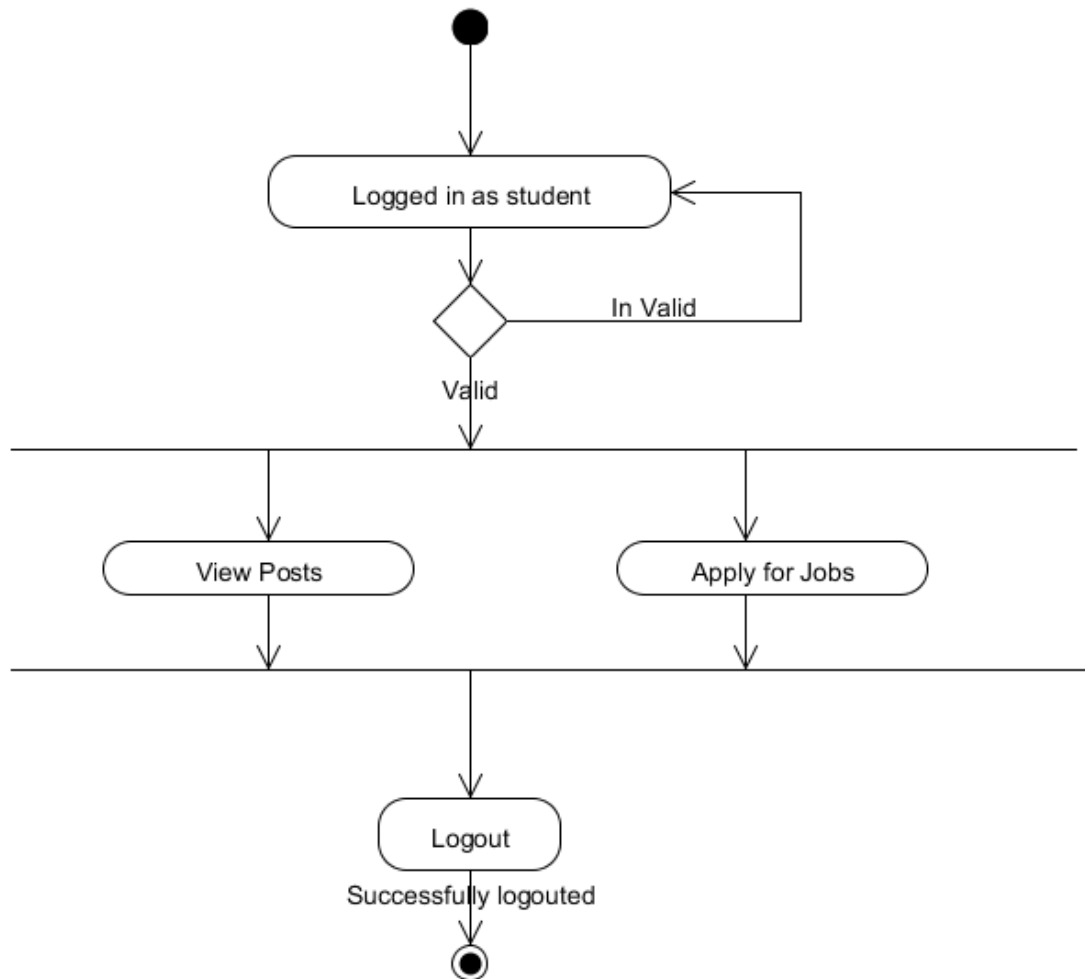 Logged in as student
In Valid
Valid
View Posts
Apply for Jobs
Logout
Successfully logouted